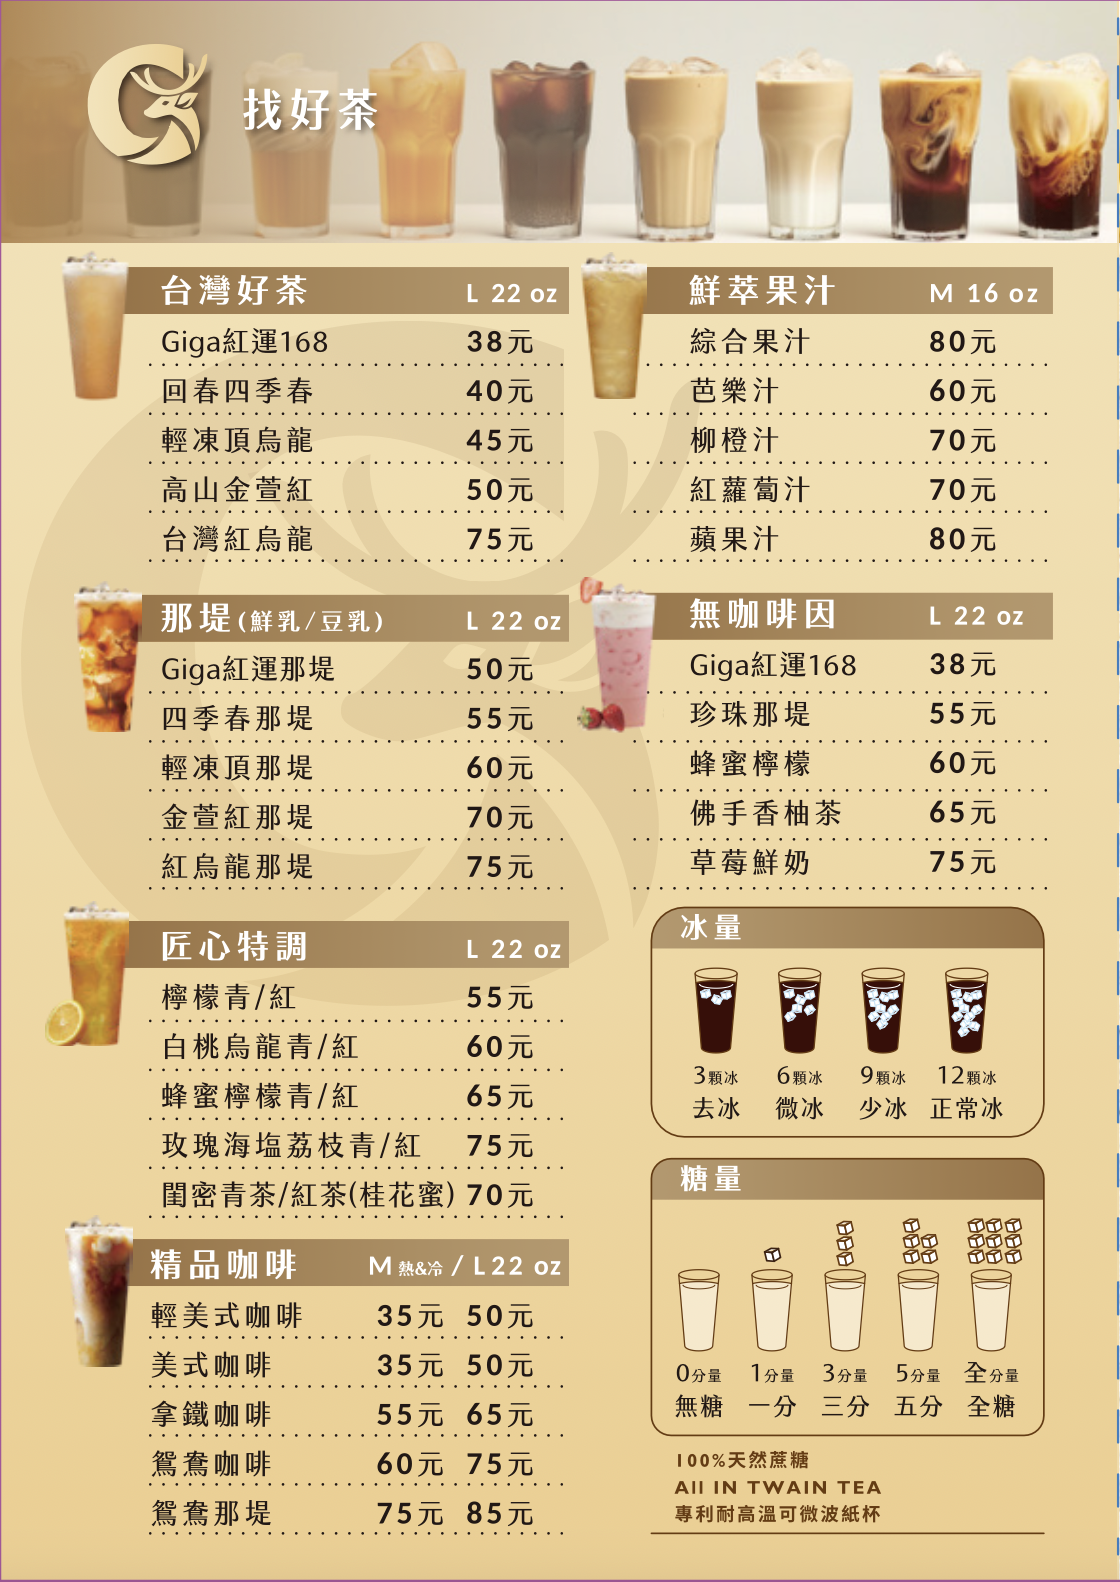 找好茶
台灣好茶 L 22 oz
Giga紅運168 38元
回春四季春 40元
輕凍頂烏龍 45元
高山金萱紅 50元
台灣紅烏龍 75元
鮮萃果汁 M 16 oz
綜合果汁 80元
芭樂汁 60元
柳橙汁 70元
紅蘿蔔汁 70元
蘋果汁 80元
那堤(鮮乳/豆乳) L 22 oz
Giga紅運那堤 50元
四季春那堤 55元
輕凍頂那堤 60元
金萱紅那堤 70元
紅烏龍那堤 75元
無咖啡因 L 22 oz
Giga紅運168 38元
珍珠那堤 55元
蜂蜜檸檬 60元
佛手香柚茶 65元
草莓鮮奶 75元
匠心特調 L 22 oz
檸檬青/紅 55元
白桃烏龍青/紅 60元
蜂蜜檸檬青/紅 65元
玫瑰海塩荔枝青/紅 75元
閨密青茶/紅茶(桂花蜜) 70元
精品咖啡 M 熱&冷 / L 22 oz
輕美式咖啡 35元 50元
美式咖啡 35元 50元
拿鐵咖啡 55元 65元
鴛鴦咖啡 60元 75元
鴛鴦那堤 75元 85元
冰量
3顆冰 6顆冰 9顆冰 12顆冰
去冰 微冰 少冰 正常冰
糖量
0分量 1分量 3分量 5分量 全分量
無糖 一分 三分 五分 全糖
100%天然蔗糖
All IN TWAIN TEA
專利耐高溫可微波紙杯